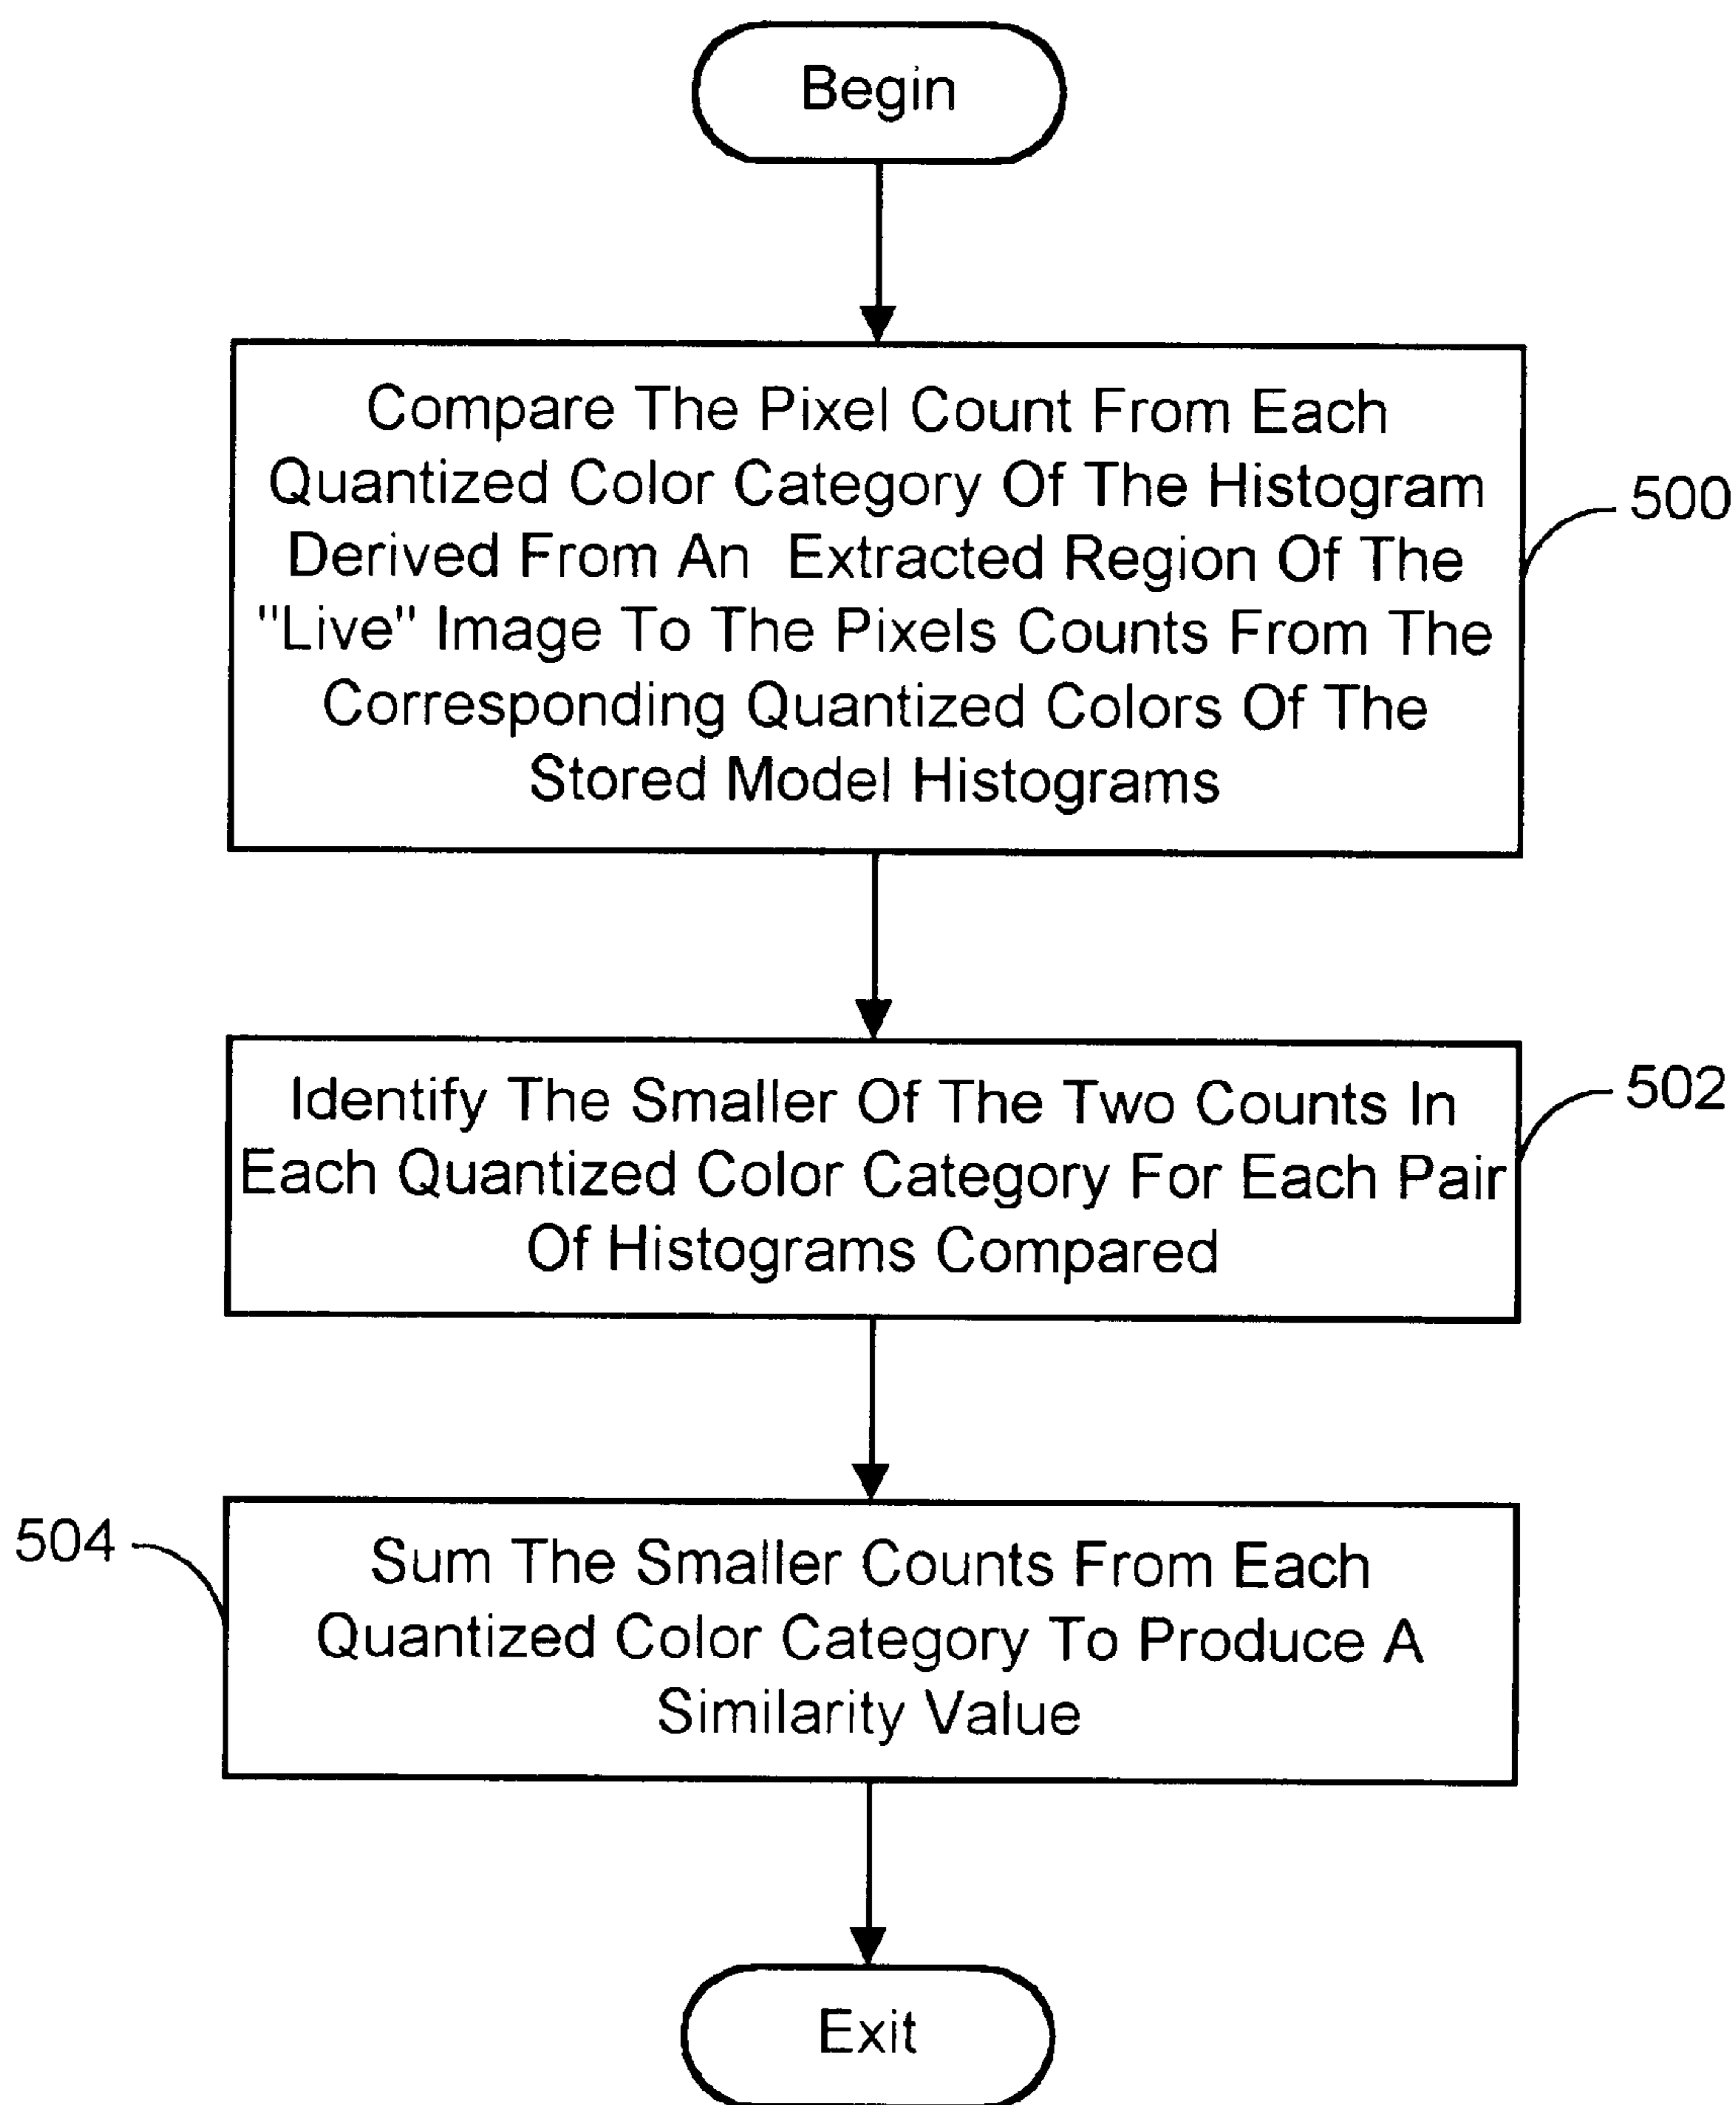 Begin
Compare The Pixel Count From Each
Quantized Color Category Of The Histogram
Derived From An Extracted Region Of The
"Live" Image To The Pixels Counts From The
Corresponding Quantized Colors Of The
Stored Model Histograms
500
Identify The Smaller Of The Two Counts In
Each Quantized Color Category For Each Pair
Of Histograms Compared
502
504
Sum The Smaller Counts From Each
Quantized Color Category To Produce A
Similarity Value
Exit